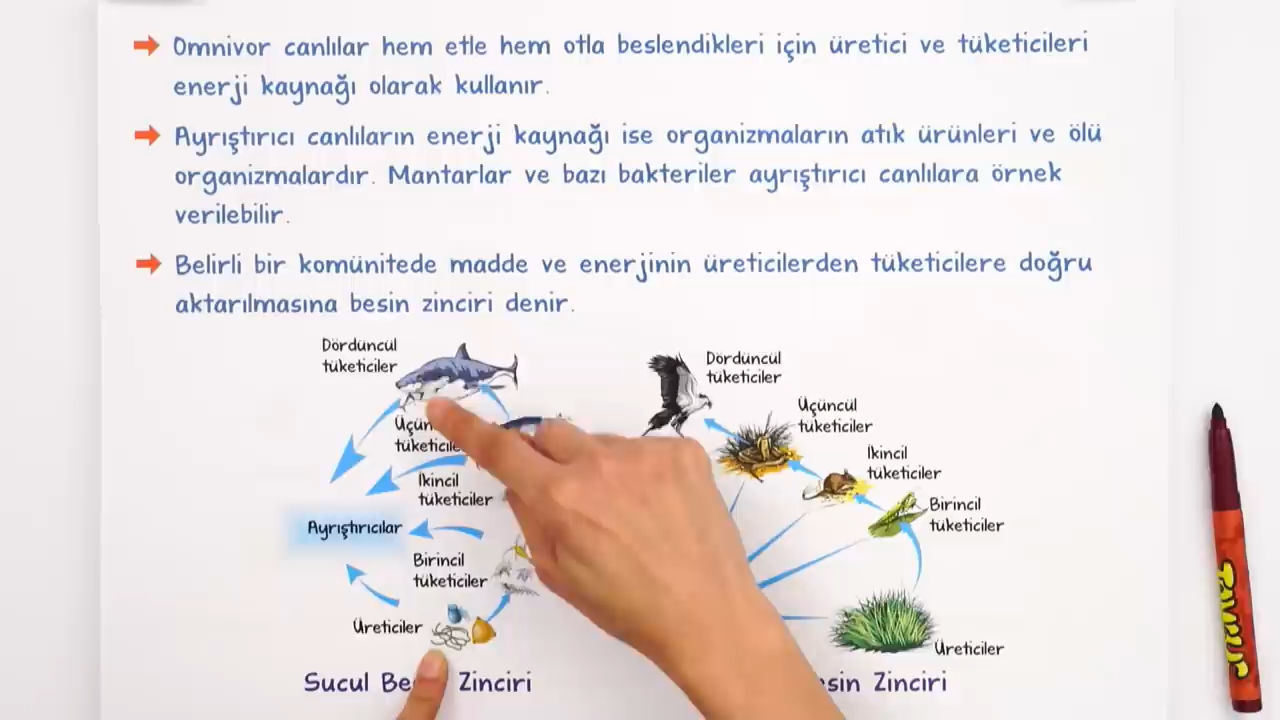 Omnivor canlılar hem etle hem otla beslendikleri için üretici ve tüketicileri
enerji kaynağı olarak kullanır.
Ayrıştırıcı canlıların enerji kaynağı ise organizmaların atık ürünleri ve ölü
organizmalardır. Mantarlar ve bazı bakteriler ayrıştırıcı canlılara örnek
verilebilir.
Belirli bir komünitede madde ve enerjinin üreticilerden tüketicilere doğru
aktarılmasına besin zinciri denir.
Dördüncül
tüketiciler
İkincil
tüketiciler
Ayrıştırıcılar
Birincil
tüketiciler
Üreticiler
Sucul Zinciri
Dördüncül
tüketiciler
Üçüncül
tüketiciler
İkincil
tüketiciler
Birincil
tüketiciler
Üreticiler
Zinciri